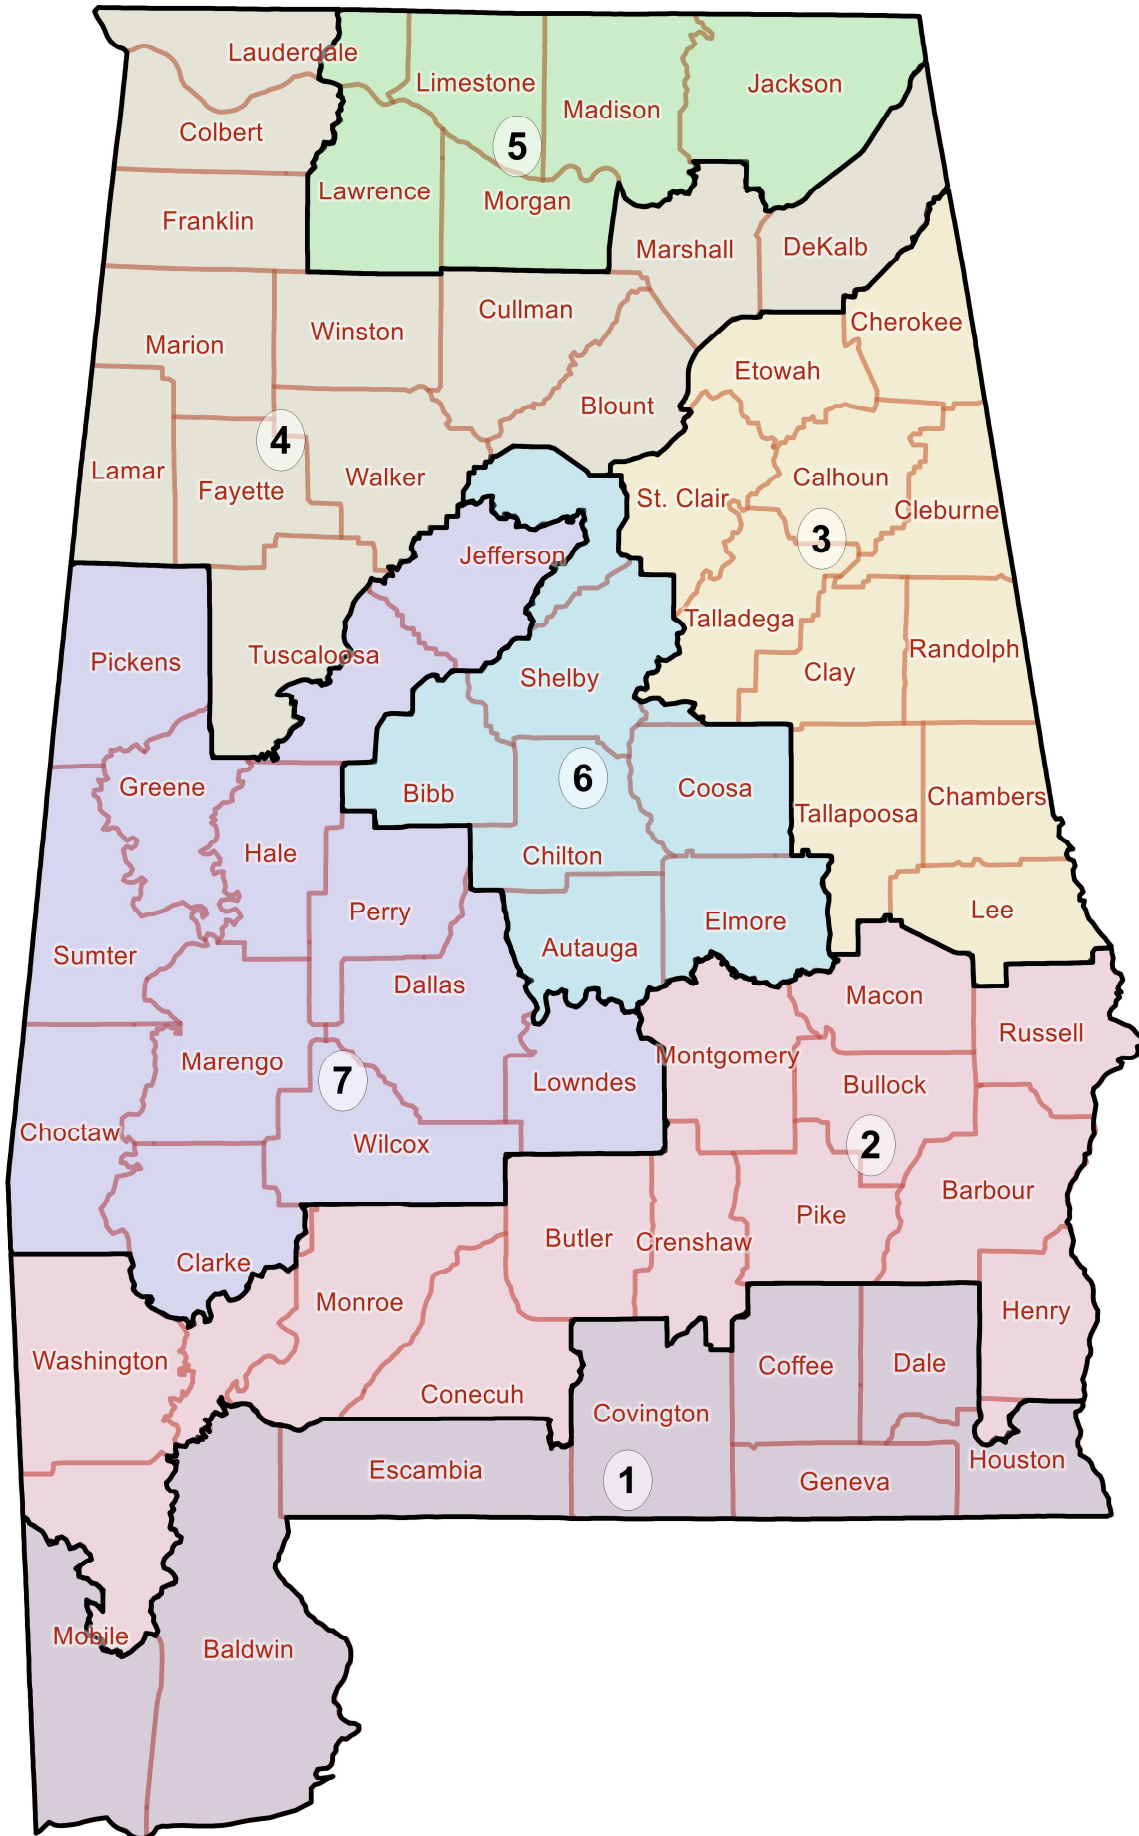 Lauderdale
Limestone
Madison
Jackson
Colbert
5
Lawrence
Morgan
Franklin
Marshall
DeKalb
Cullman
Cherokee
Winston
Marion
Etowah
Blount
4
Lamar
Fayette
Walker
St. Clair
Calhoun
Cleburne
3
Jefferson
Talladega
Randolph
Pickens
Tuscaloosa
Shelby
Clay
Greene
Bibb
6
Coosa
Chambers
Tallapoosa
Hale
Chilton
Perry
Elmore
Lee
Sumter
Autauga
Dallas
Macon
Russell
Marengo
Montgomery
7
Lowndes
Bullock
Choctaw
Wilcox
2
Barbour
Pike
Butler
Crenshaw
Clarke
Monroe
Henry
Washington
Coffee
Dale
Conecuh
Covington
Escambia
1
Geneva
Houston
Mobile
Baldwin